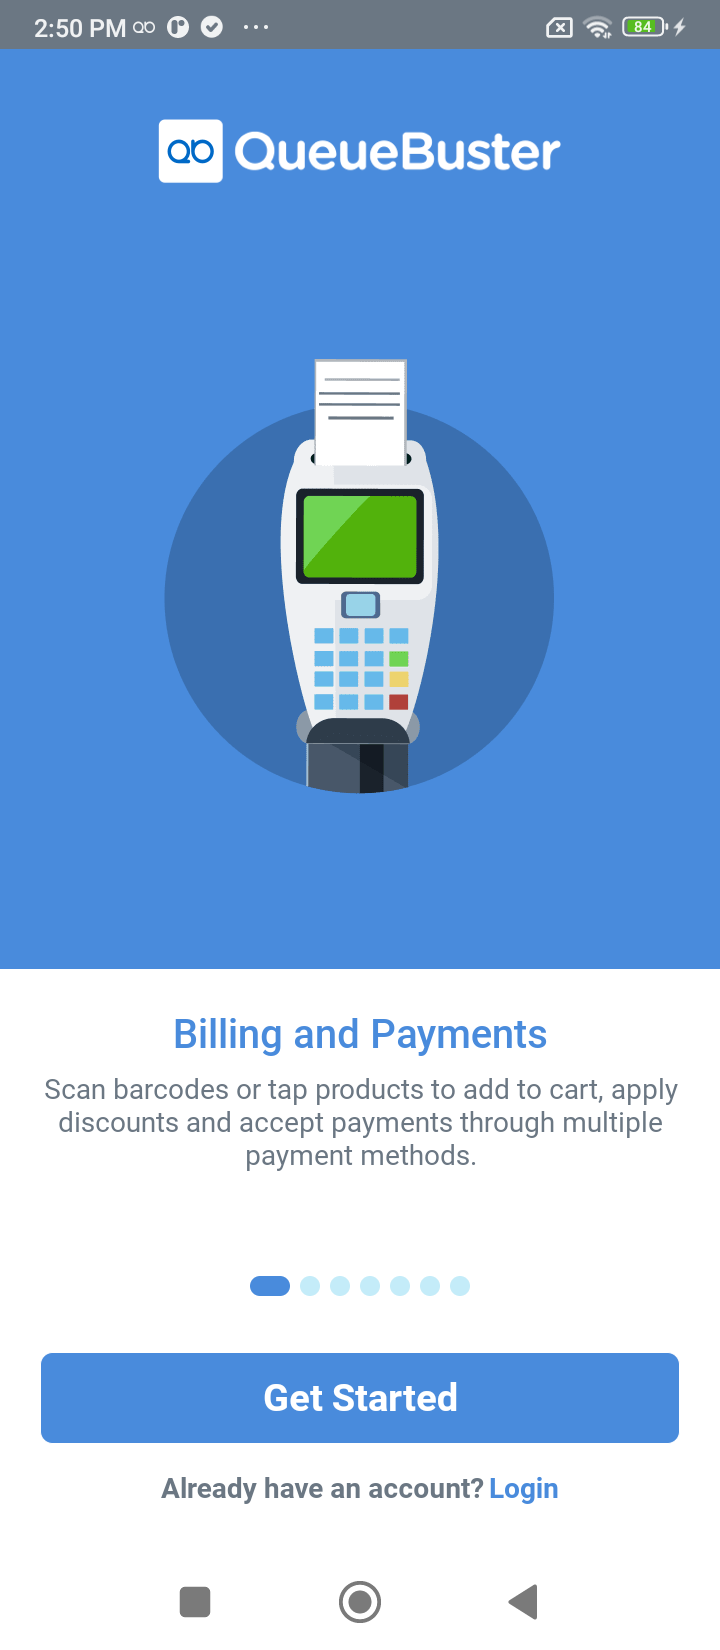 2:50 PM
84
QueueBuster
Billing and Payments
Scan barcodes or tap products to add to cart, apply
discounts and accept payments through multiple
payment methods.
Get Started
Already have an account? Login